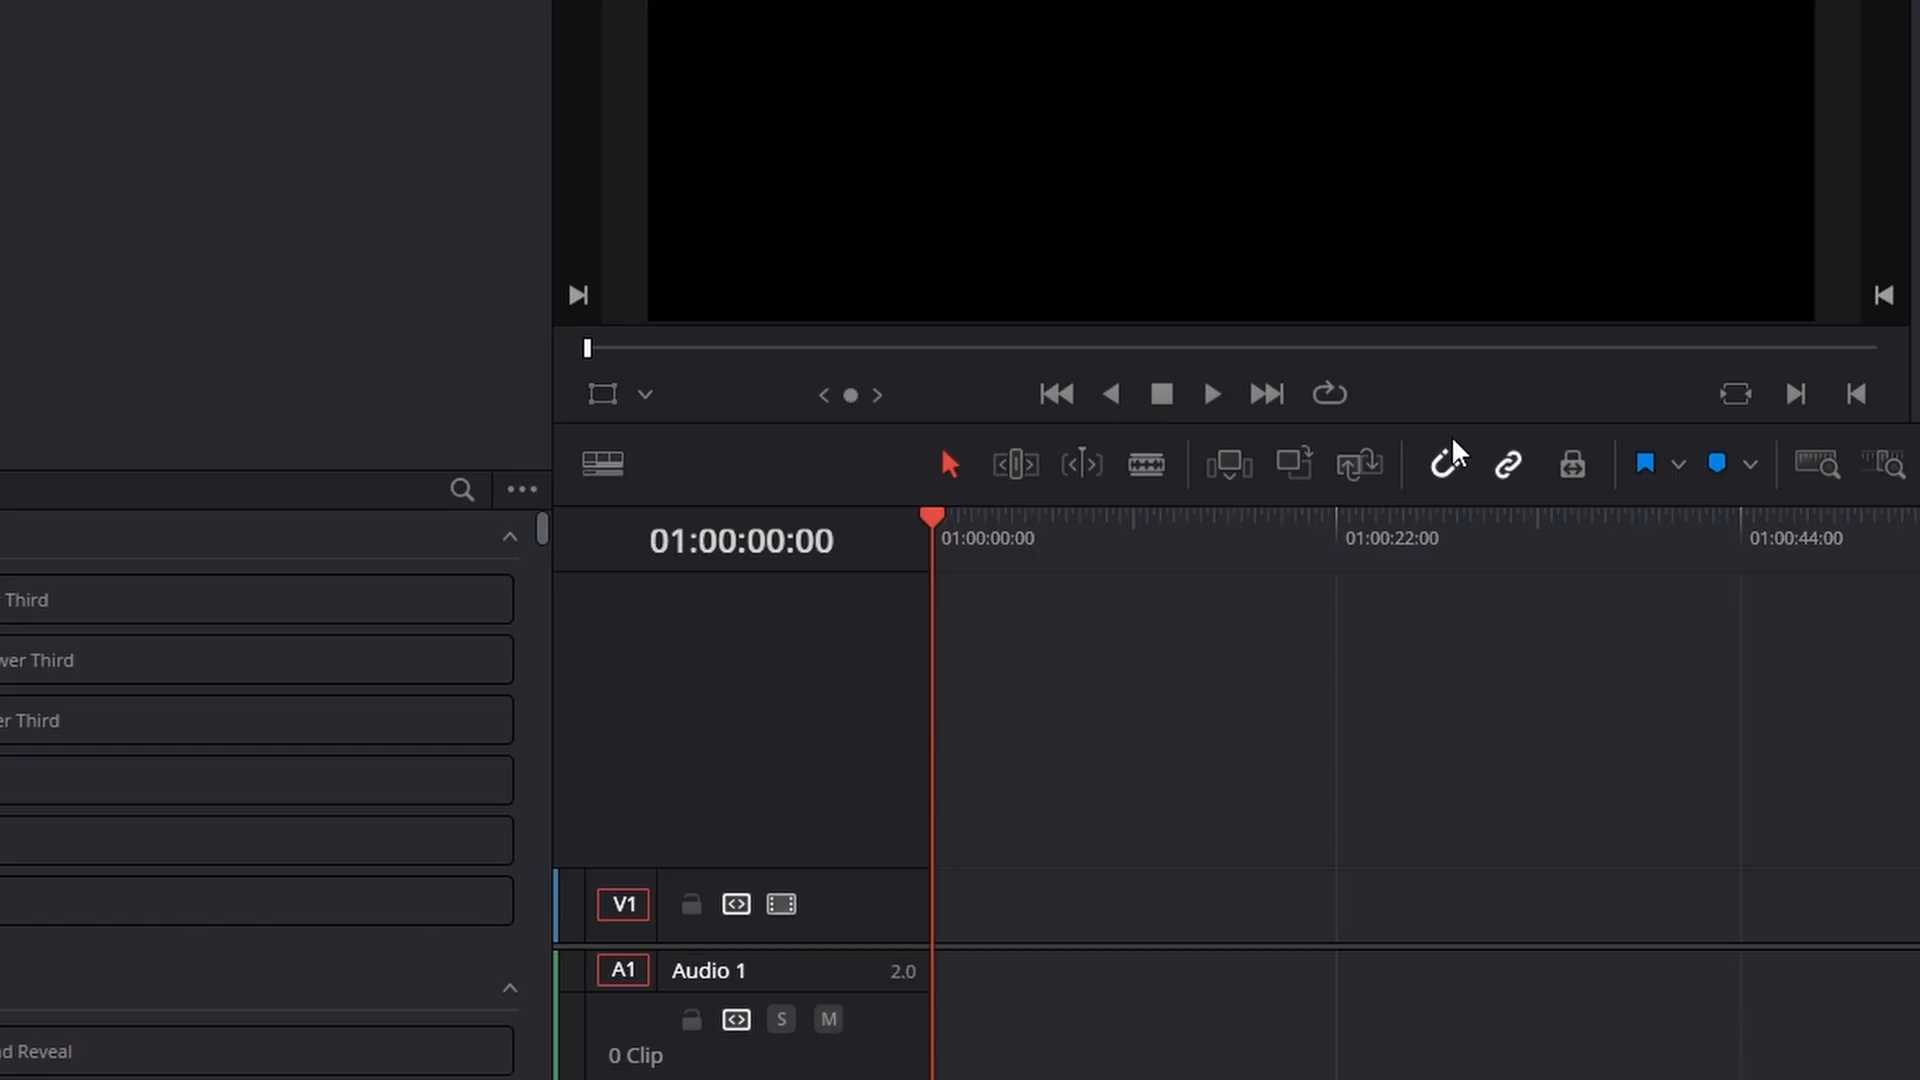 01:00:00:00
01:00:00:00
01:00:22:00
01:00:44:00
Third
wer Third
er Third
V1
A1
Audio 1
2.0
S
M
d Reveal
0 Clip